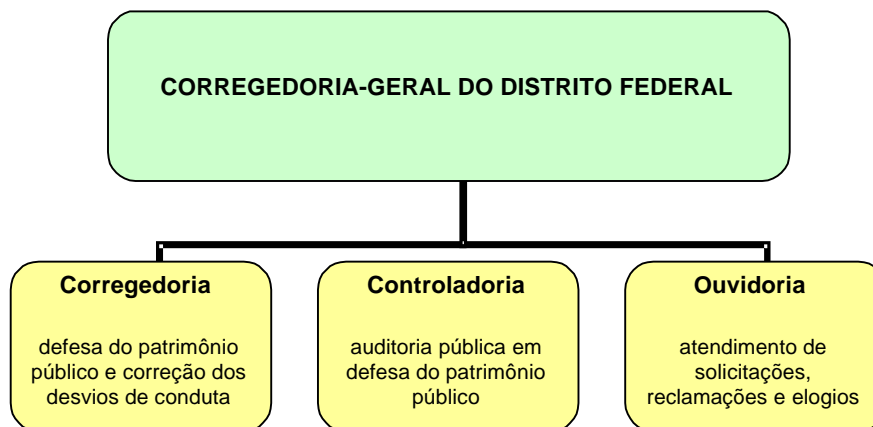 CORREGEDORIA-GERAL DO DISTRITO FEDERAL
Corregedoria
defesa do patrimônio
público e correção dos
desvios de conduta
Controladoria
auditoria pública em
defesa do patrimônio
público
Ouvidoria
atendimento de
solicitações,
reclamações e elogios